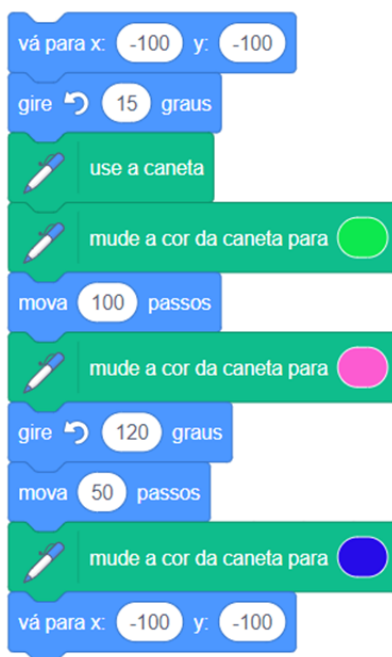 vá para x: -100 y: -100
gire 15 graus
use a caneta
mude a cor da caneta para
mova 100 passos
mude a cor da caneta para
gire 120 graus
mova 50 passos
mude a cor da caneta para
vá para x: -100 y: -100